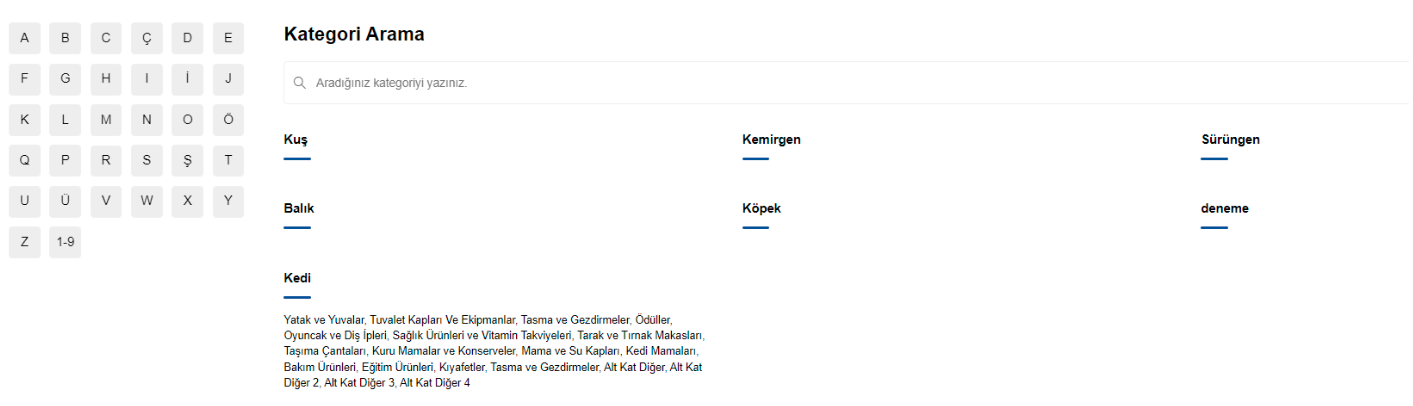 A B C Ç D E
F G H I İ J
K L M N O Ö
Q P R S Ş T
U Ü V W X Y
Z 1-9
Kategori Arama
Aradığınız kategoriyi yazınız.
Kuş
Kemirgen
Sürüngen
Balık
Köpek
deneme
Kedi
Yatak ve Yuvalar, Tuvalet Kapları Ve Ekipmanlar, Tasma ve Gezdirmeler, Ödüller,
Oyuncak ve Diş İpleri, Sağlık Ürünleri ve Vitamin Takviyeleri, Tarak ve Tırnak Makasları,
Taşıma Çantaları, Kuru Mamalar ve Konserveler, Mama ve Su Kapları, Kedi Mamaları,
Bakım Ürünleri, Eğitim Ürünleri, Kıyafetler, Tasma ve Gezdirmeler, Alt Kat Diğer, Alt Kat
Diğer 2, Alt Kat Diğer 3, Alt Kat Diğer 4